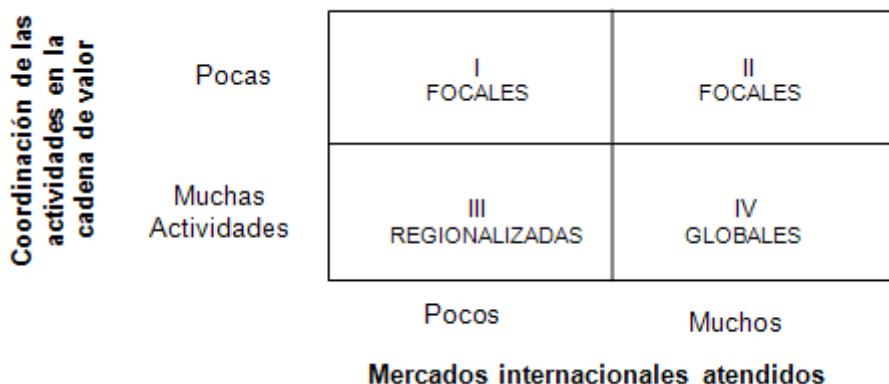 Coordinación de las
actividades en la
cadena de valor
Pocas
I
FOCALES
II
FOCALES
Muchas
Actividades
III
REGIONALIZADAS
IV
GLOBALES
Pocos
Muchos
Mercados internacionales atendidos